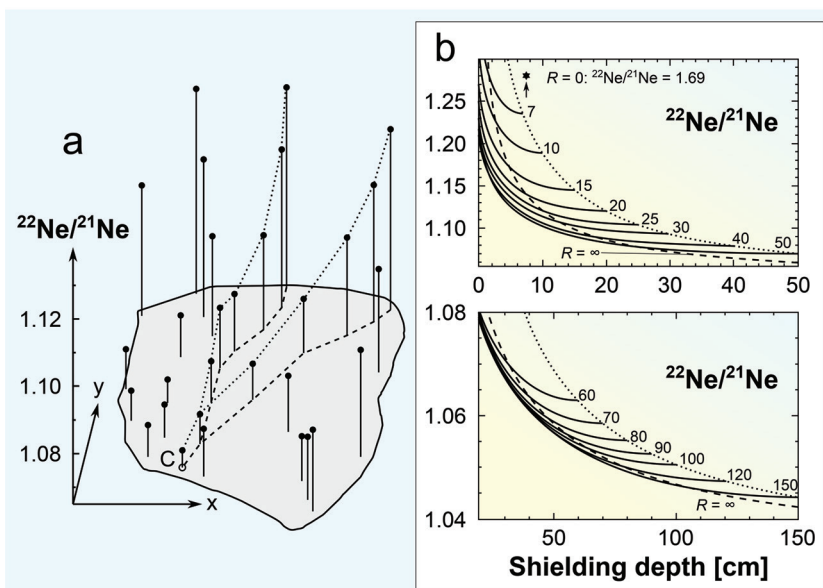 a
²²Ne/²¹Ne
1.12
1.10
1.08
y
x
C
b
R = 0: ²²Ne/²¹Ne = 1.69
²²Ne/²¹Ne
1.25
1.20
1.15
1.10
7
10
15
20
25
30
40
50
R = ∞
0
10
20
30
40
50
1.08
1.06
1.04
²²Ne/²¹Ne
60
70
80
90
100
120
150
R = ∞
50
100
150
Shielding depth [cm]